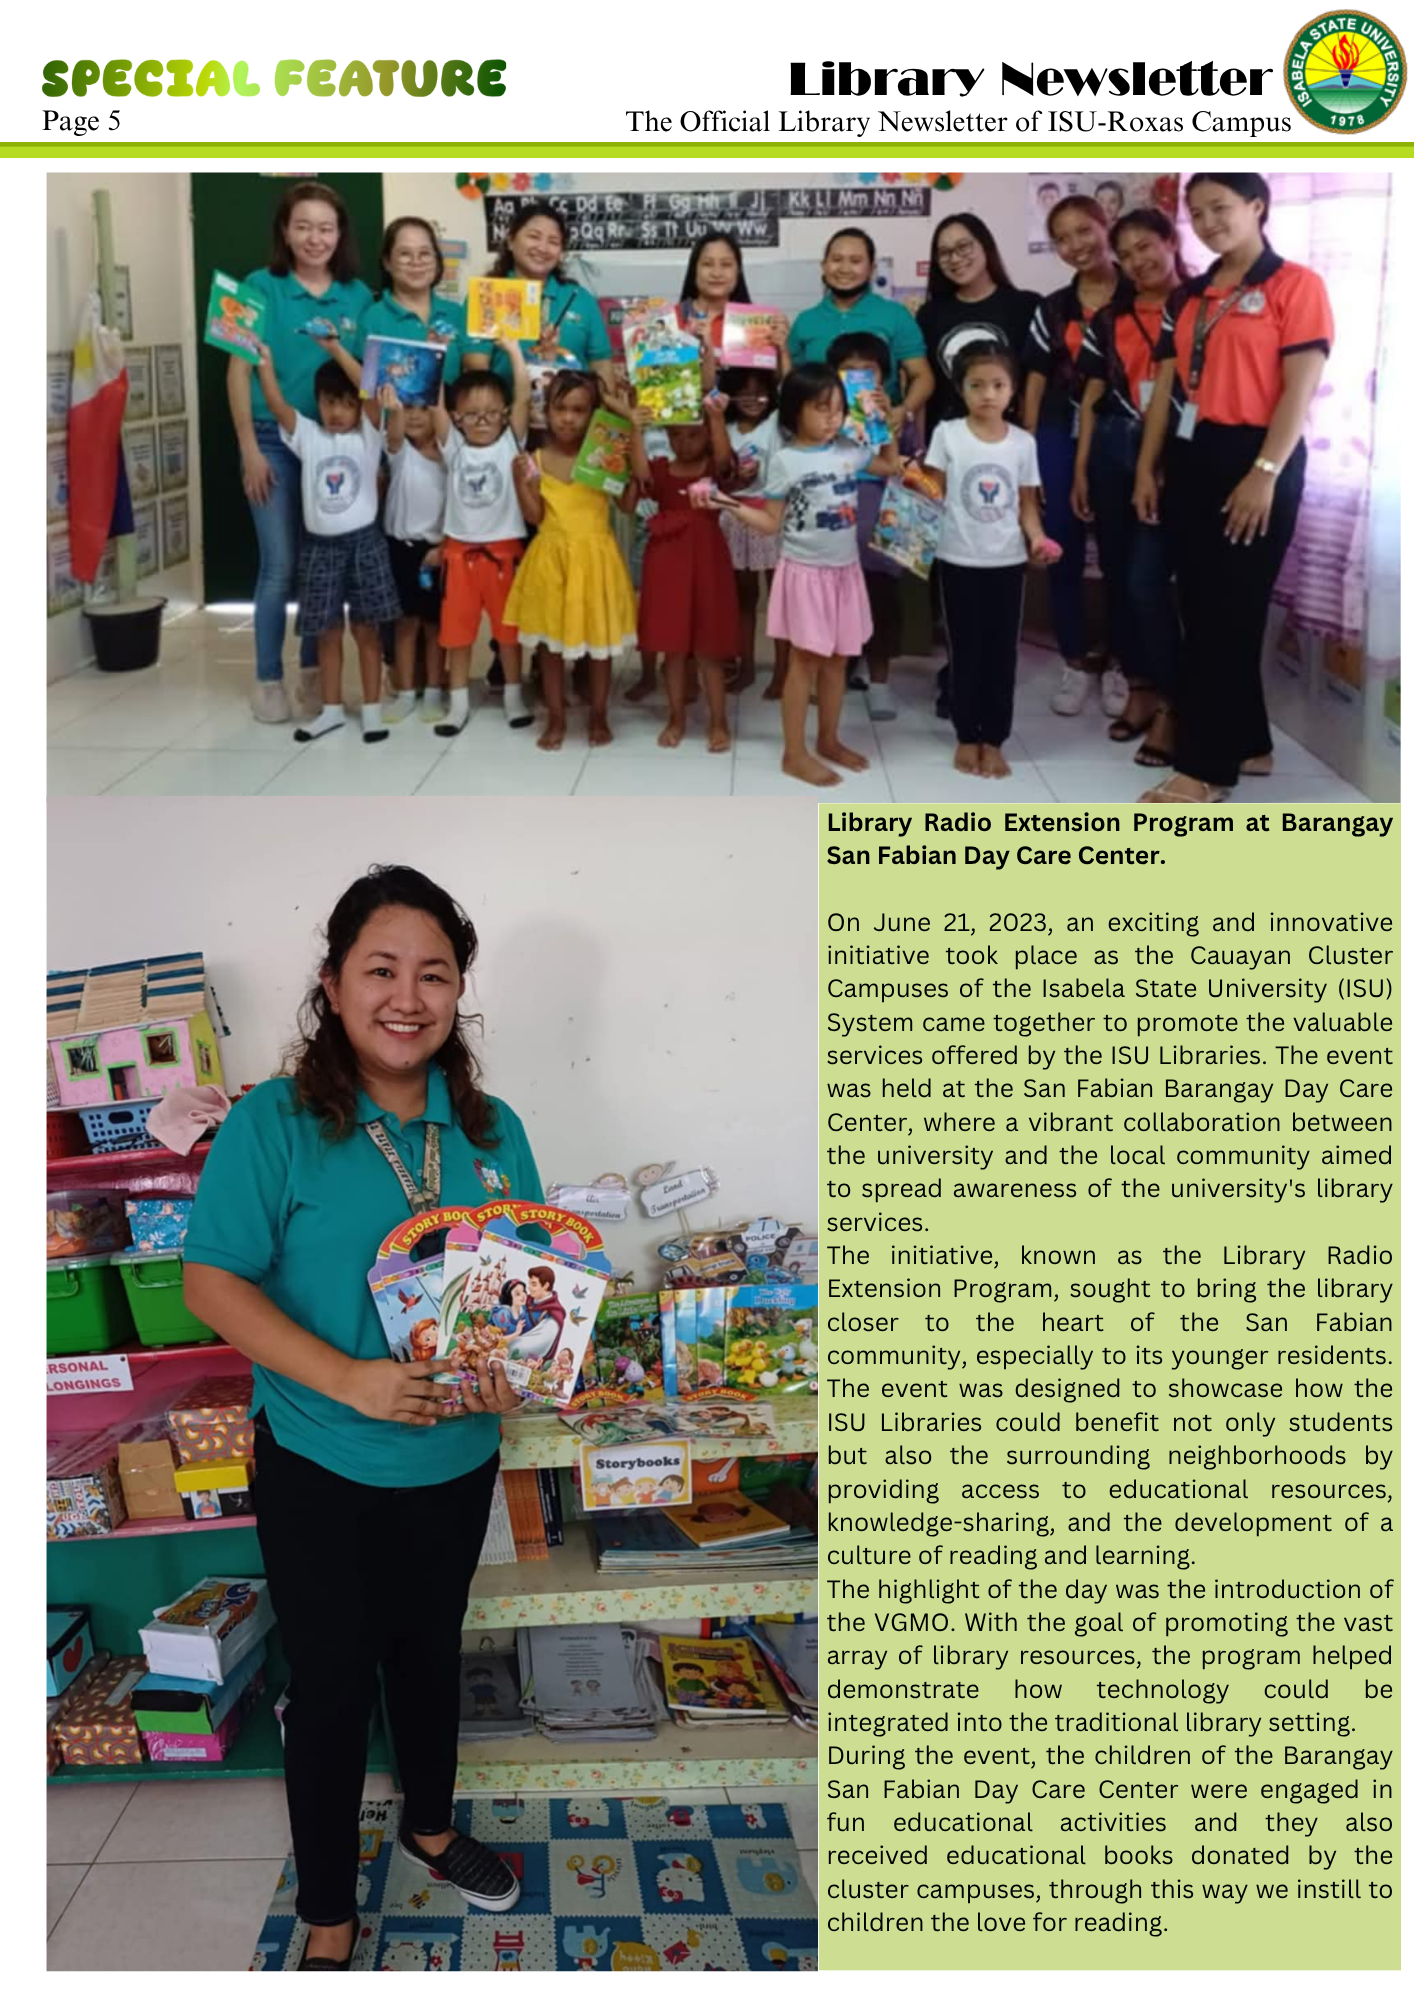 SPECIAL FEATURE
Page 5
Library Newsletter
The Official Library Newsletter of ISU-Roxas Campus
ISABELA STATE UNIVERSITY
1978
Aa Cc Dd Ee Ff Gg Hh Ii Jj Kk Ll Mm Nn
Qq Rr Ss Tt Uu Ww
Library Radio Extension Program at Barangay
San Fabian Day Care Center.
On June 21, 2023, an exciting and innovative
initiative took place as the Cauayan Cluster
Campuses of the Isabela State University (ISU)
System came together to promote the valuable
services offered by the ISU Libraries. The event
was held at the San Fabian Barangay Day Care
Center, where a vibrant collaboration between
the university and the local community aimed
to spread awareness of the university's library
services.
The initiative, known as the Library Radio
Extension Program, sought to bring the library
closer to the heart of the San Fabian
community, especially to its younger residents.
The event was designed to showcase how the
ISU Libraries could benefit not only students
but also the surrounding neighborhoods by
providing access to educational resources,
knowledge-sharing, and the development of a
culture of reading and learning.
The highlight of the day was the introduction of
the VGMO. With the goal of promoting the vast
array of library resources, the program helped
demonstrate how technology could be
integrated into the traditional library setting.
During the event, the children of the Barangay
San Fabian Day Care Center were engaged in
fun educational activities and they also
received educational books donated by the
cluster campuses, through this way we instill to
children the love for reading.
Land
Transportation
Air
POLICE
STORY BOOK
STORY BOOK
Duckling
RSONAL
LONGINGS
STORY BOOK
STORY BOOK
Storybooks